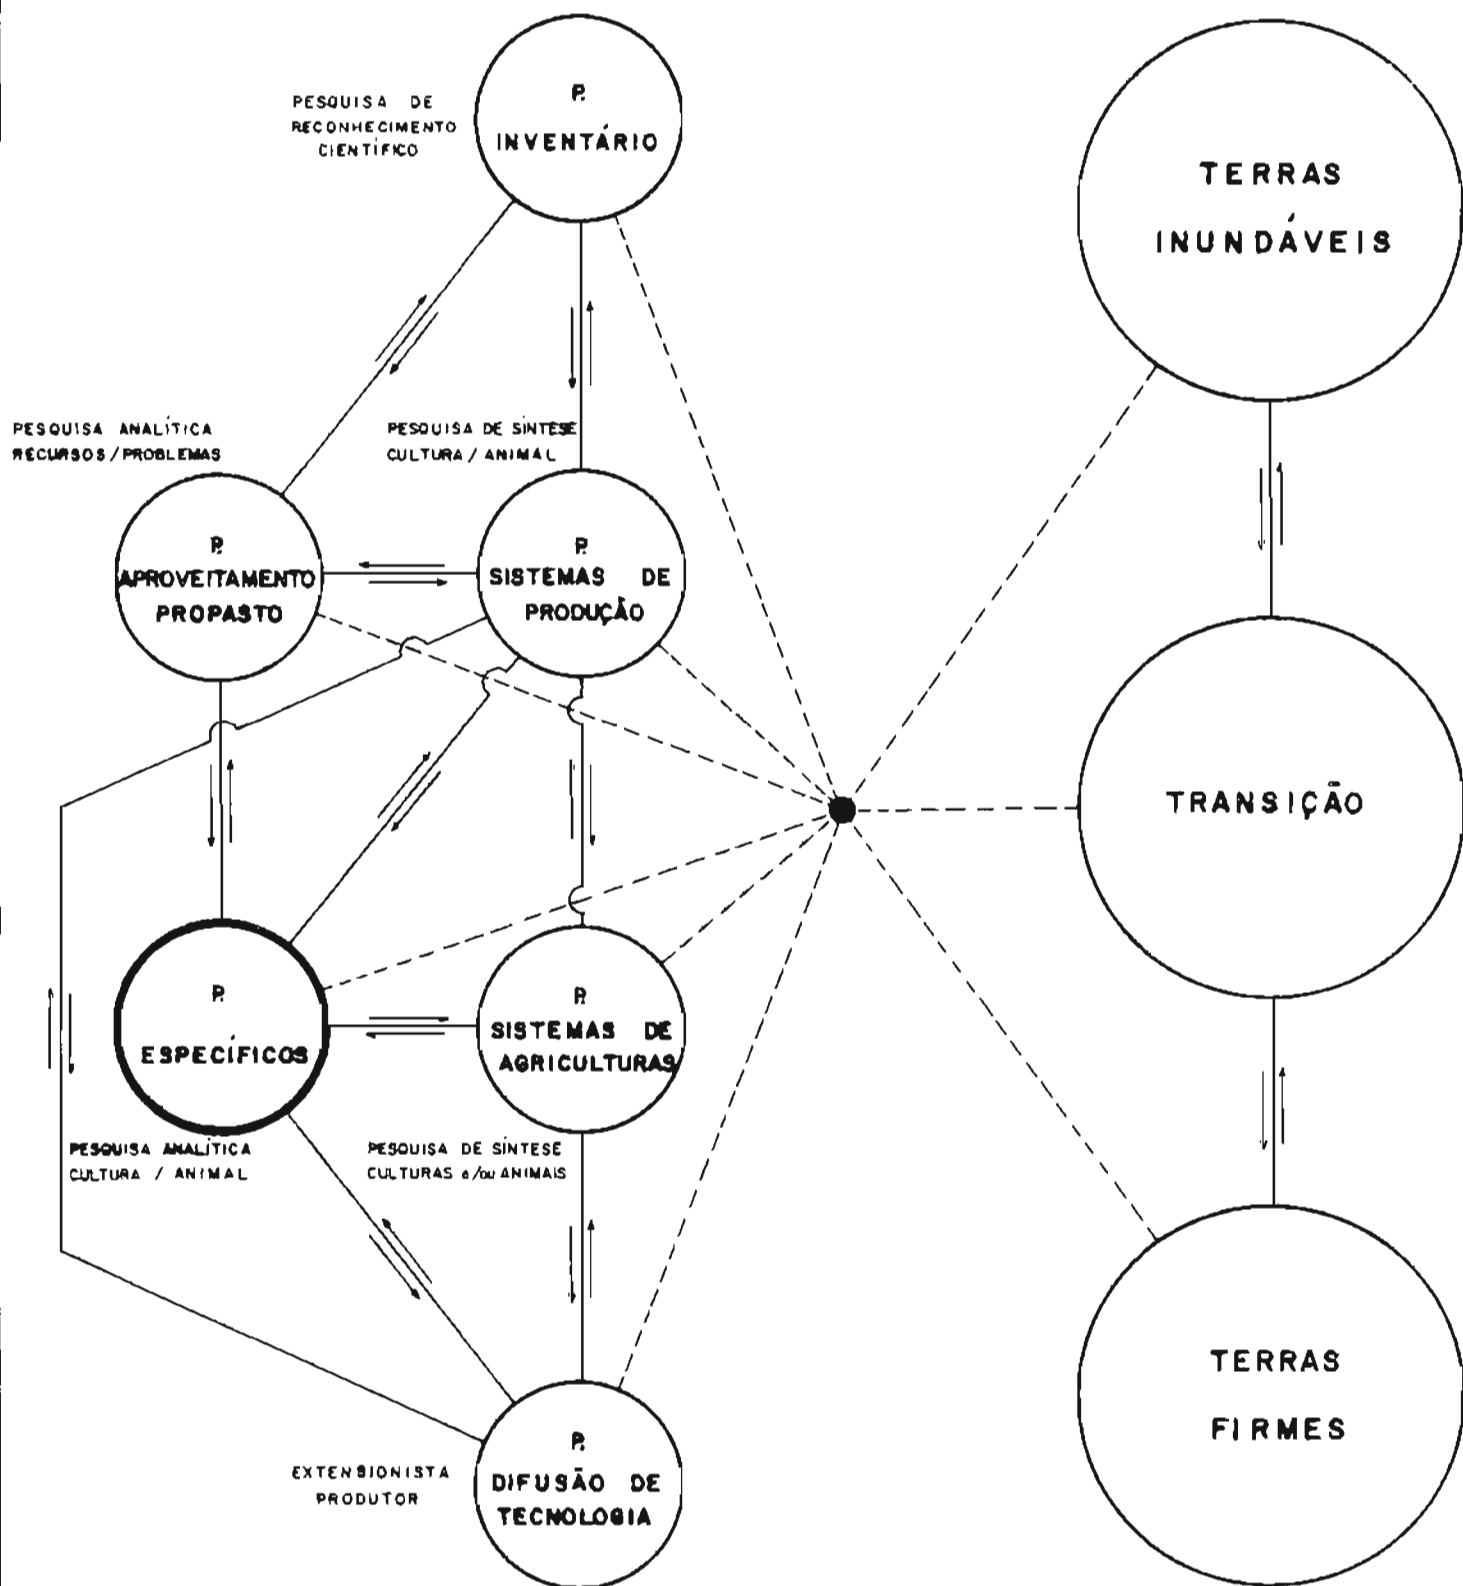 PESQUISA DE
RECONHECIMENTO
CIENTÍFICO
P.
INVENTÁRIO
TERRAS
INUNDÁVEIS
PESQUISA ANALÍTICA
RECURSOS / PROBLEMAS
PESQUISA DE SÍNTESE
CULTURA / ANIMAL
P.
APROVEITAMENTO
PROPASTO
P.
SISTEMAS DE
PRODUÇÃO
TRANSIÇÃO
P.
ESPECÍFICOS
P.
SISTEMAS DE
AGRICULTURAS
PESQUISA ANALÍTICA
CULTURA / ANIMAL
PESQUISA DE SÍNTESE
CULTURAS e/ou ANIMAIS
TERRAS
FIRMES
EXTENSIONISTA
PRODUTOR
P.
DIFUSÃO DE
TECNOLOGIA